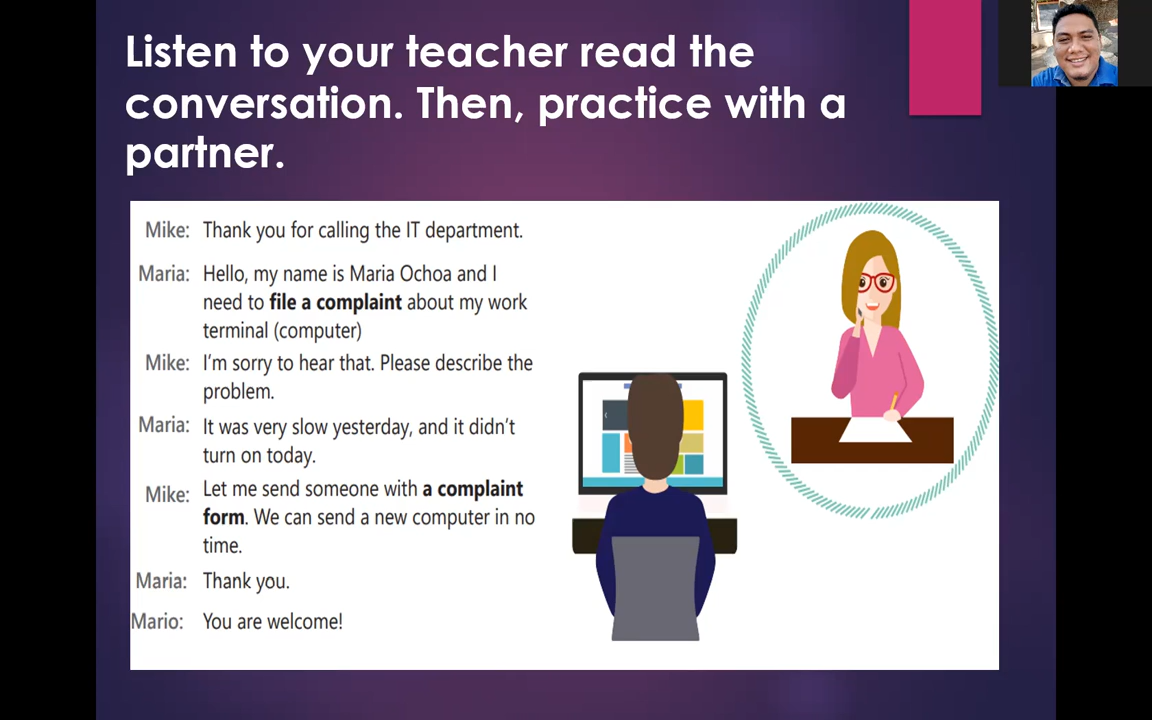 Listen to your teacher read the
conversation. Then, practice with a
partner.
Mike: Thank you for calling the IT department.
Maria: Hello, my name is Maria Ochoa and I
need to file a complaint about my work
terminal (computer)
Mike: I'm sorry to hear that. Please describe the
problem.
Maria: It was very slow yesterday, and it didn't
turn on today.
Mike: Let me send someone with a complaint
form. We can send a new computer in no
time.
Maria: Thank you.
Mario: You are welcome!